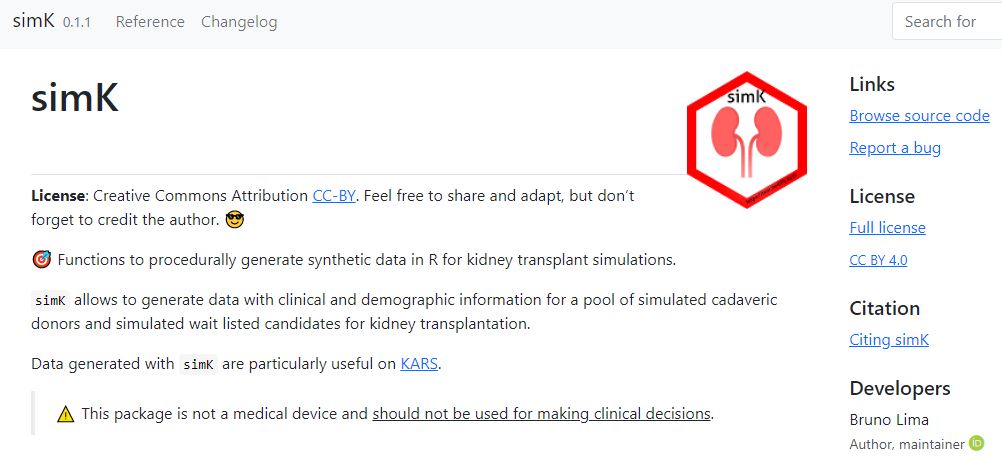 simK 0.1.1 Reference Changelog Search for
simK
simK
License: Creative Commons Attribution CC-BY. Feel free to share and adapt, but don't
forget to credit the author. 😎
🎯 Functions to procedurally generate synthetic data in R for kidney transplant simulations.
simK allows to generate data with clinical and demographic information for a pool of simulated cadaveric
donors and simulated wait listed candidates for kidney transplantation.
Data generated with simK are particularly useful on KARS.
⚠️ This package is not a medical device and should not be used for making clinical decisions.
Links
Browse source code
Report a bug
License
Full license
CC BY 4.0
Citation
Citing simK
Developers
Bruno Lima
Author, maintainer iD